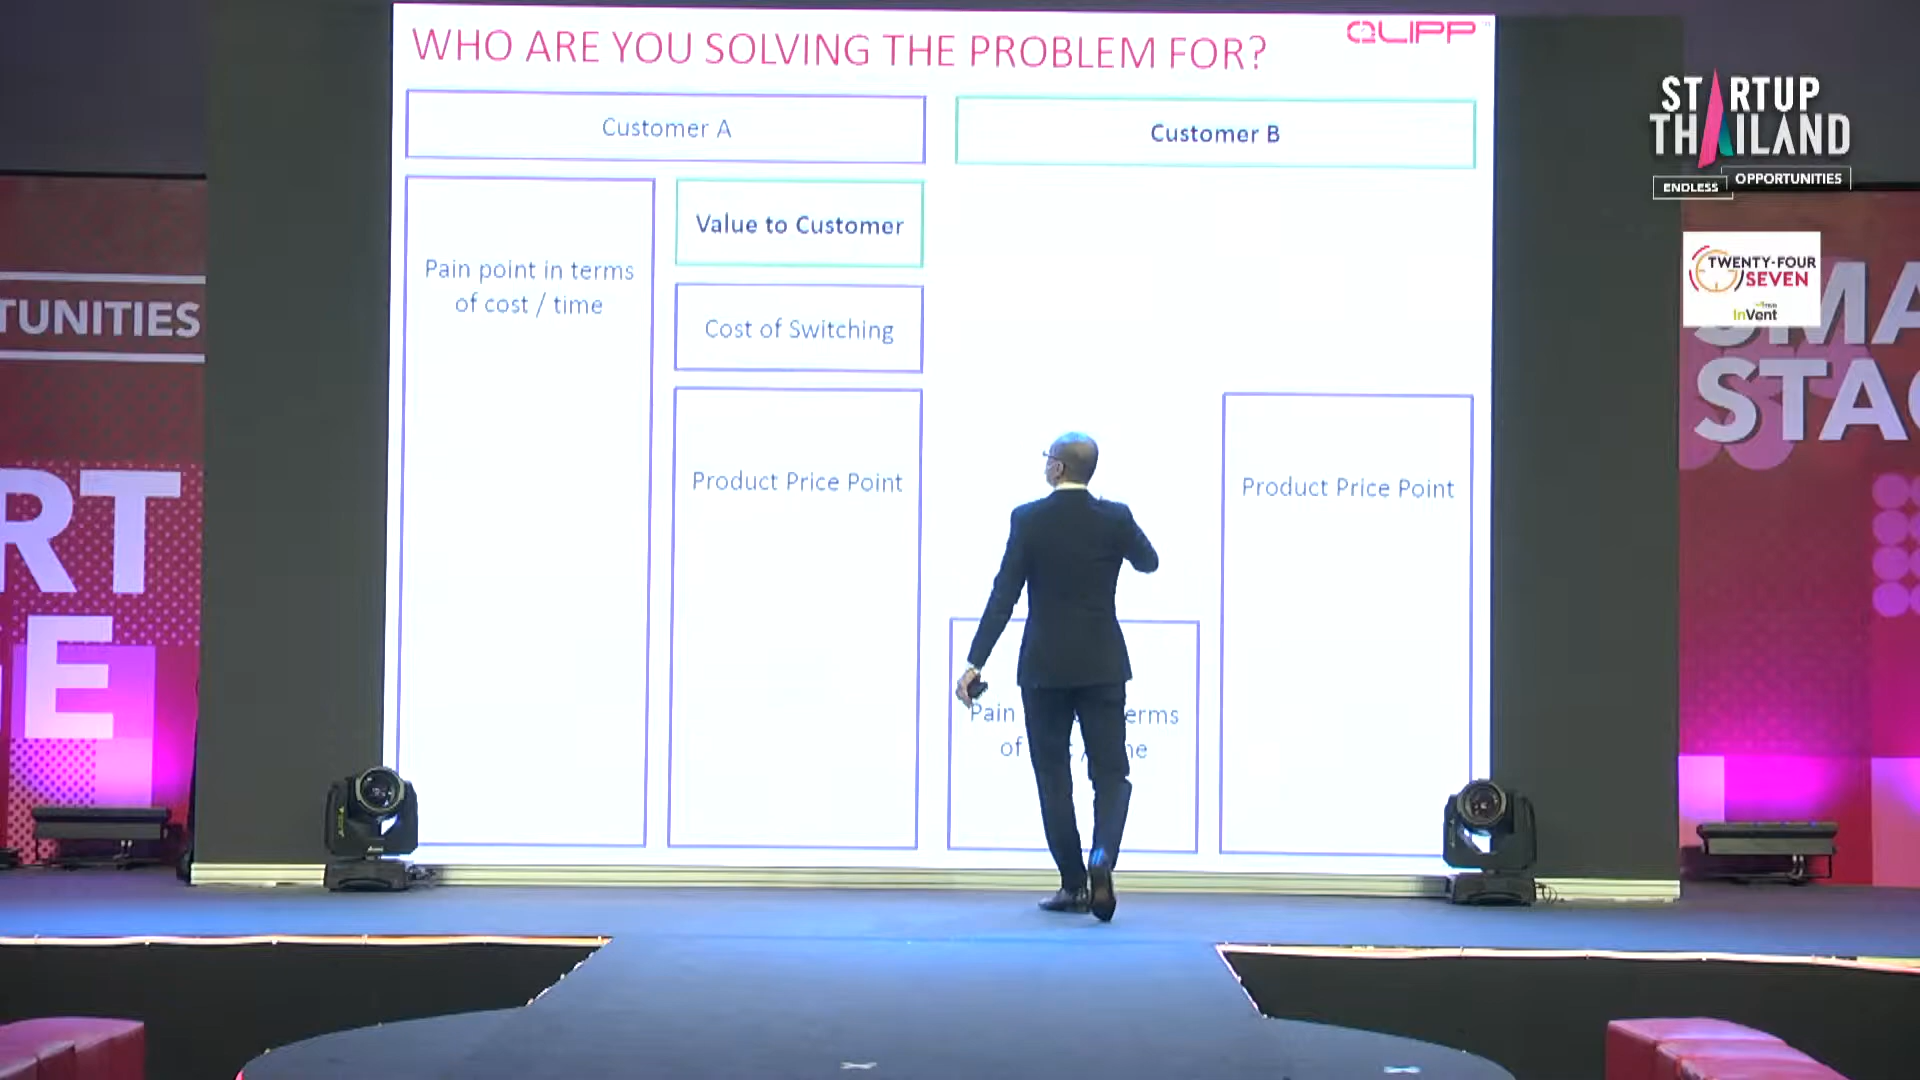 WHO ARE YOU SOLVING THE PROBLEM FOR?
QLIPP
Customer A
Customer B
Pain point in terms
of cost / time
Value to Customer
Cost of Switching
Product Price Point
Product Price Point
Pain erms
of
STARTUP
THAILAND
ENDLESS OPPORTUNITIES
TWENTY-FOUR
SEVEN
InVent
TUNITIES
RT
E
SMA
STA